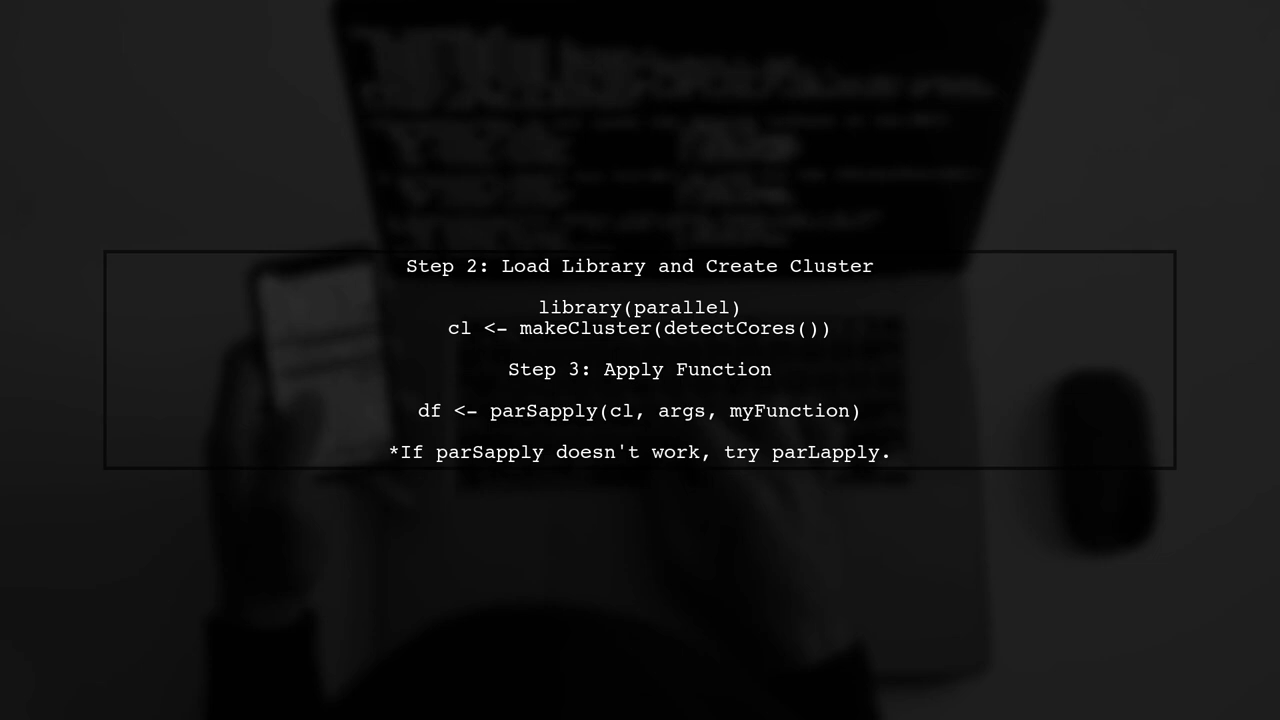 Step 2: Load Library and Create Cluster
library(parallel)
cl <- makeCluster(detectCores())
Step 3: Apply Function
df <- parSapply(cl, args, myFunction)
*If parSapply doesn't work, try parLapply.